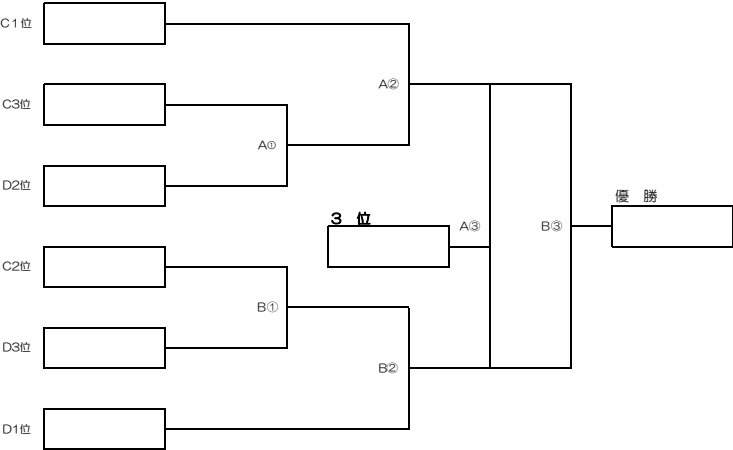 C1位
C3位
A②
A①
D2位
優　勝
３　位
A③
B③
C2位
B①
D3位
B②
D1位